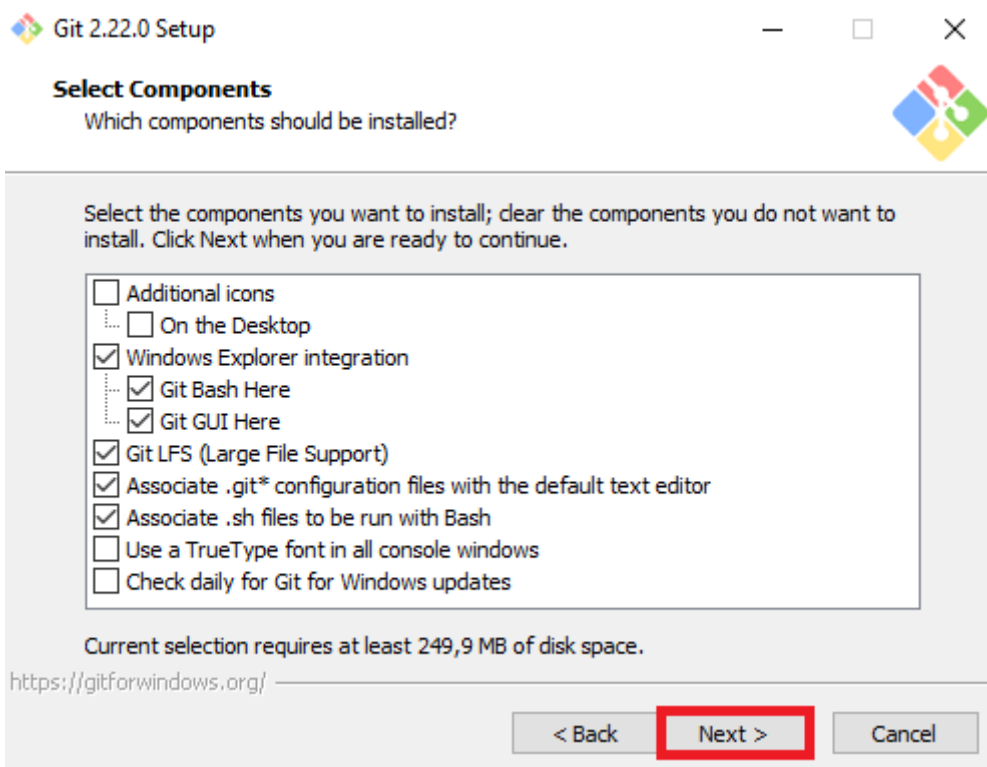 Git 2.22.0 Setup
Select Components
Which components should be installed?
Select the components you want to install; clear the components you do not want to
install. Click Next when you are ready to continue.
Additional icons
On the Desktop
Windows Explorer integration
Git Bash Here
Git GUI Here
Git LFS (Large File Support)
Associate .git* configuration files with the default text editor
Associate .sh files to be run with Bash
Use a TrueType font in all console windows
Check daily for Git for Windows updates
Current selection requires at least 249,9 MB of disk space.
https://gitforwindows.org/
< Back Next > Cancel